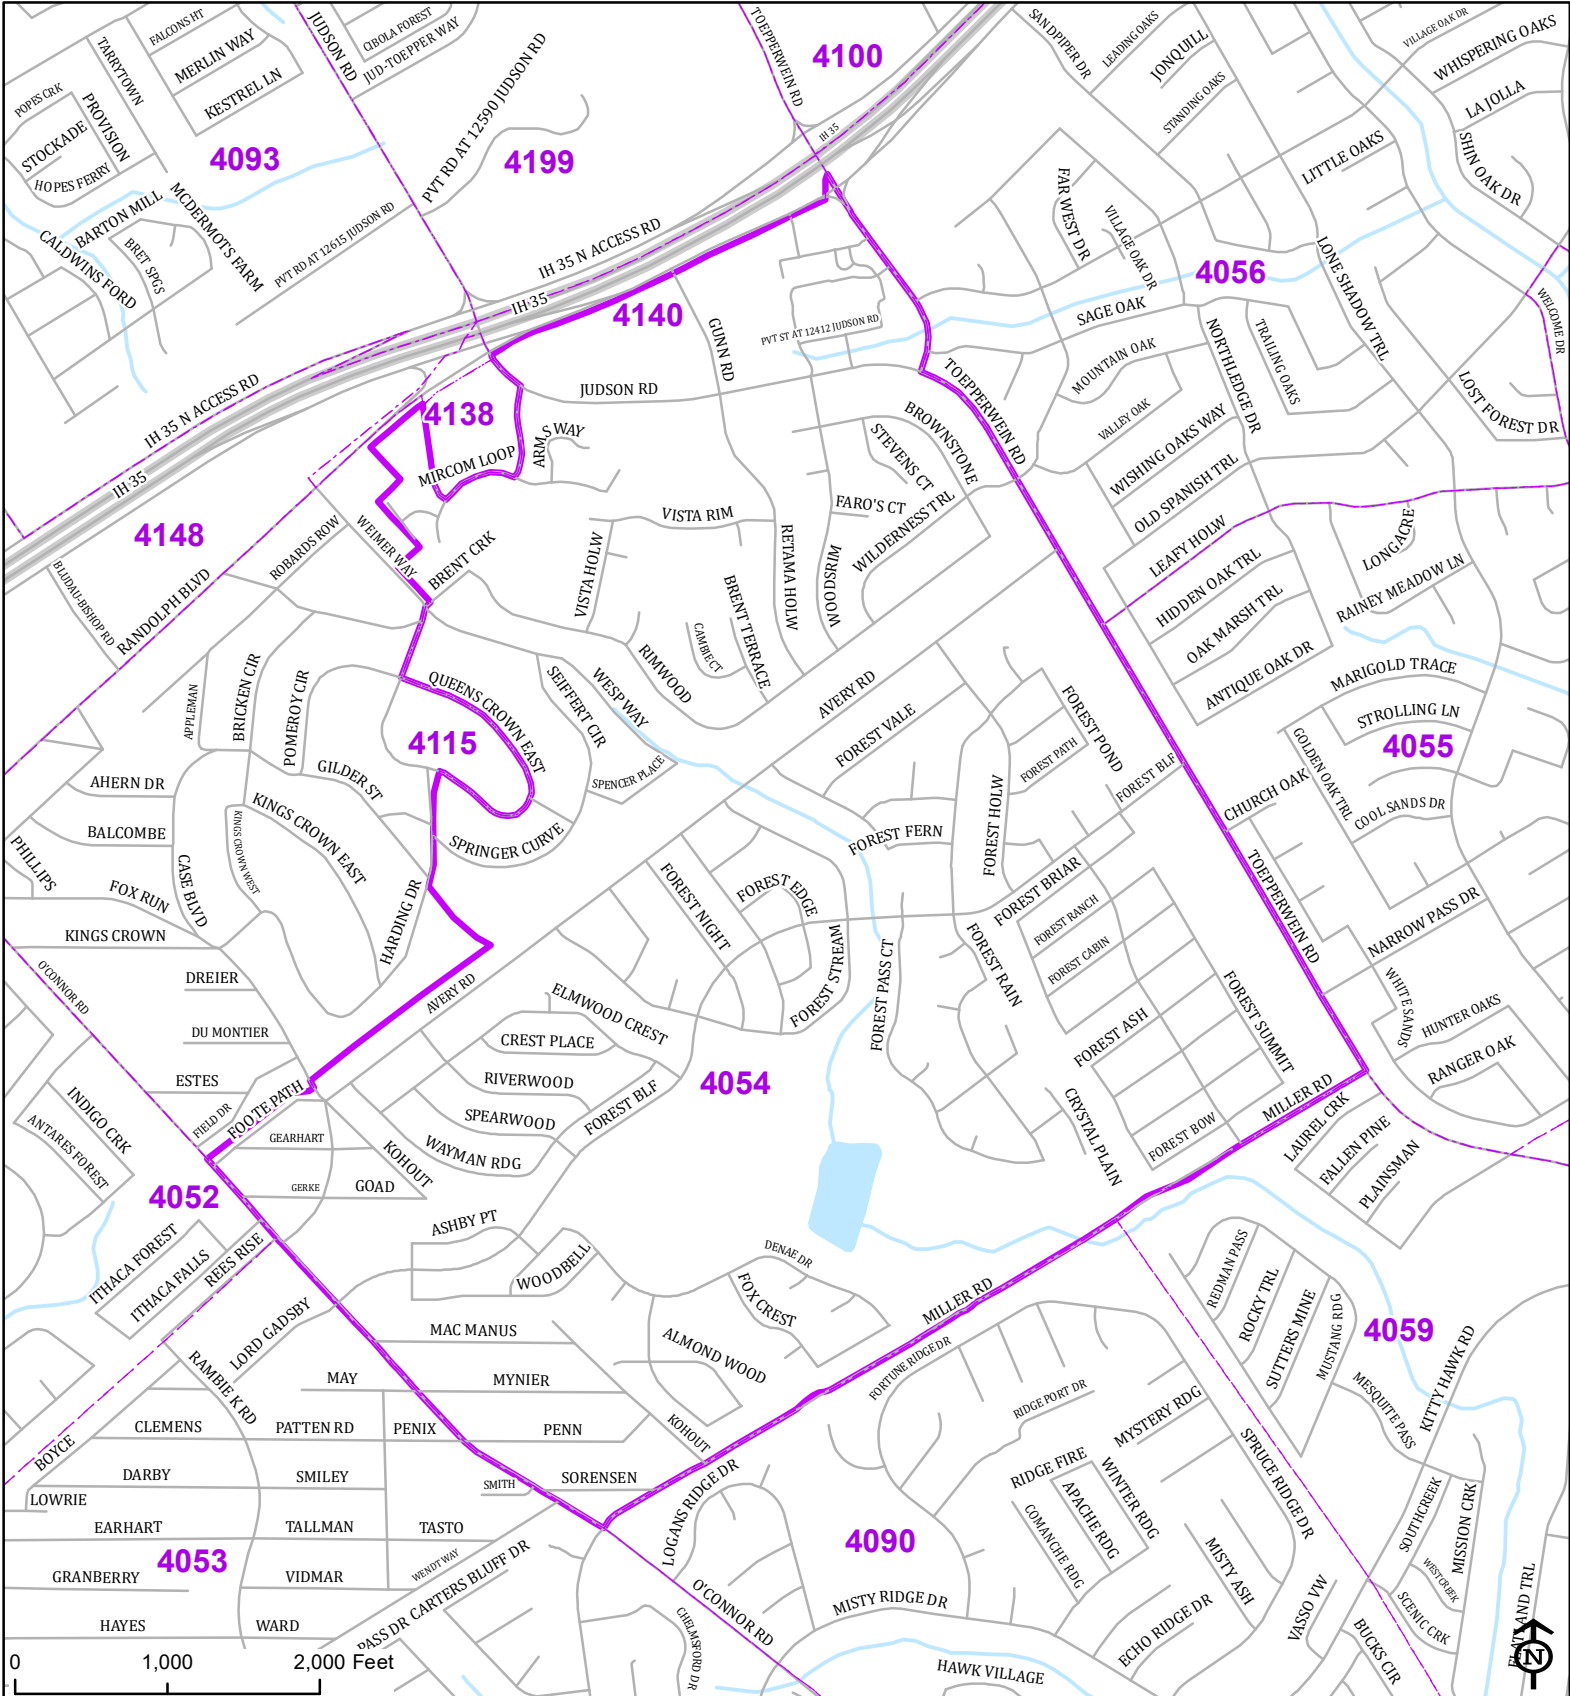 FALCONS HT
TARRYTOWN
MERLIN WAY
KESTREL LN
POPES CRK
PROVISION
STOCKADE
HOPES FERRY
4093
JUDSON RD
CIBOLA FOREST
JUD-TOEPPER WAY
PVT RD AT 12590 JUDSON RD
4199
TOEPPERWEIN RD
4100
IH 35
SANDPIPER DR
LEADING OAKS
JONQUILL
STANDING OAKS
VILLAGE OAK DR
WHISPERING OAKS
LA JOLLA
LITTLE OAKS
SHIN OAK DR
BARTON MILL
MCDERMOTS FARM
CALDWINS FORD
BRET SPGS
PVT RD AT 12615 JUDSON RD
IH 35 N ACCESS RD
IH 35
4140
GUNN RD
PVT ST AT 12412 JUDSON RD
FAR WEST DR
VILLAGE OAK DR
4056
SAGE OAK
LONE SHADOW TRL
WELCOME DR
NORTHLEDGE DR
TRAILING OAKS
MOUNTAIN OAK
VALLEY OAK
LOST FOREST DR
IH 35 N ACCESS RD
IH 35
4138
MIRCOM LOOP
ARMS WAY
JUDSON RD
TOEPPERWEIN RD
BROWNSTONE
STEVENS CT
FARO'S CT
WILDERNESS TRL
WISHING OAKS WAY
OLD SPANISH TRL
LEAFY HOLW
LONGACRE
HIDDEN OAK TRL
RAINEY MEADOW LN
OAK MARSH TRL
ANTIQUE OAK DR
MARIGOLD TRACE
STROLLING LN
4148
BLUDAU-BISHOP RD
RANDOLPH BLVD
ROBARDS ROW
WEIMER WAY
BRENT CRK
VISTA RIM
VISTA HOLW
RETAMA HOLW
WOODSRIM
BRENT TERRACE
CAMBIE CT
RIMWOOD
WESP WAY
SEIFFERT CIR
QUEENS CROWN EAST
APPLEMAN
BRICKEN CIR
POMEROY CIR
4115
SPENCER PLACE
AVERY RD
FOREST VALE
FOREST POND
FOREST PATH
FOREST BLF
4055
GOLDEN OAK TRL
CHURCH OAK
COOL SANDS DR
AHERN DR
BALCOMBE
GILDER ST
KINGS CROWN EAST
KINGS CROWN WEST
SPRINGER CURVE
FOREST FERN
FOREST HOLW
PHILLIPS
FOX RUN
CASE BLVD
KINGS CROWN
HARDING DR
FOREST NIGHT
FOREST EDGE
FOREST STREAM
FOREST PASS CT
FOREST BRIAR
FOREST RANCH
FOREST CABIN
FOREST RAIN
TOEPPERWEIN RD
NARROW PASS DR
WHITE SANDS
HUNTER OAKS
RANGER OAK
O'CONNOR RD
DREIER
DU MONTIER
ESTES
AVERY RD
ELMWOOD CREST
CREST PLACE
RIVERWOOD
SPEARWOOD
WAYMAN RDG
FOREST BLF
4054
FOREST ASH
FOREST SUMMIT
FOREST BOW
CRYSTAL PLAIN
MILLER RD
LAUREL CRK
FALLEN PINE
PLAINSMAN
INDIGO CRK
ANTARES FOREST
FIELD DR
FOOTE PATH
GEARHART
KOHOUT
GERKE
GOAD
4052
ITHACA FOREST
ITHACA FALLS
REES RISE
ASHBY PT
WOODBELL
DENAE DR
FOX CREST
MILLER RD
REDMAN PASS
ROCKY TRL
SUTTERS MINE
MUSTANG RDG
4059
KITTY HAWK RD
MESQUITE PASS
LORD GADSBY
RAMBIE K RD
MAC MANUS
MAY
MYNIER
ALMOND WOOD
FORTUNE RIDGE DR
RIDGE PORT DR
MYSTERY RDG
CLEMENS
PATTEN RD
PENIX
PENN
KOHOUT
BOYCE
DARBY
SMILEY
SMITH
SORENSEN
LOWRIE
EARHART
TALLMAN
TASTO
LOGANS RIDGE DR
4090
RIDGE FIRE
WINTER RDG
APACHE RDG
COMANCHE RDG
SPRUCE RIDGE DR
SOUTHCREEK
MISSION CRK
WESTCREEK
SCENIC CRK
MISTY ASH
4053
GRANBERRY
VIDMAR
WENDT WAY
HAYES
WARD
PASS DR
CARTERS BLUFF DR
O'CONNOR RD
MISTY RIDGE DR
CHELMSFORD DR
ECHO RIDGE DR
VASSO VW
BUCKS CIR
FLATLAND TRL
HAWK VILLAGE
0 1,000 2,000 Feet
N